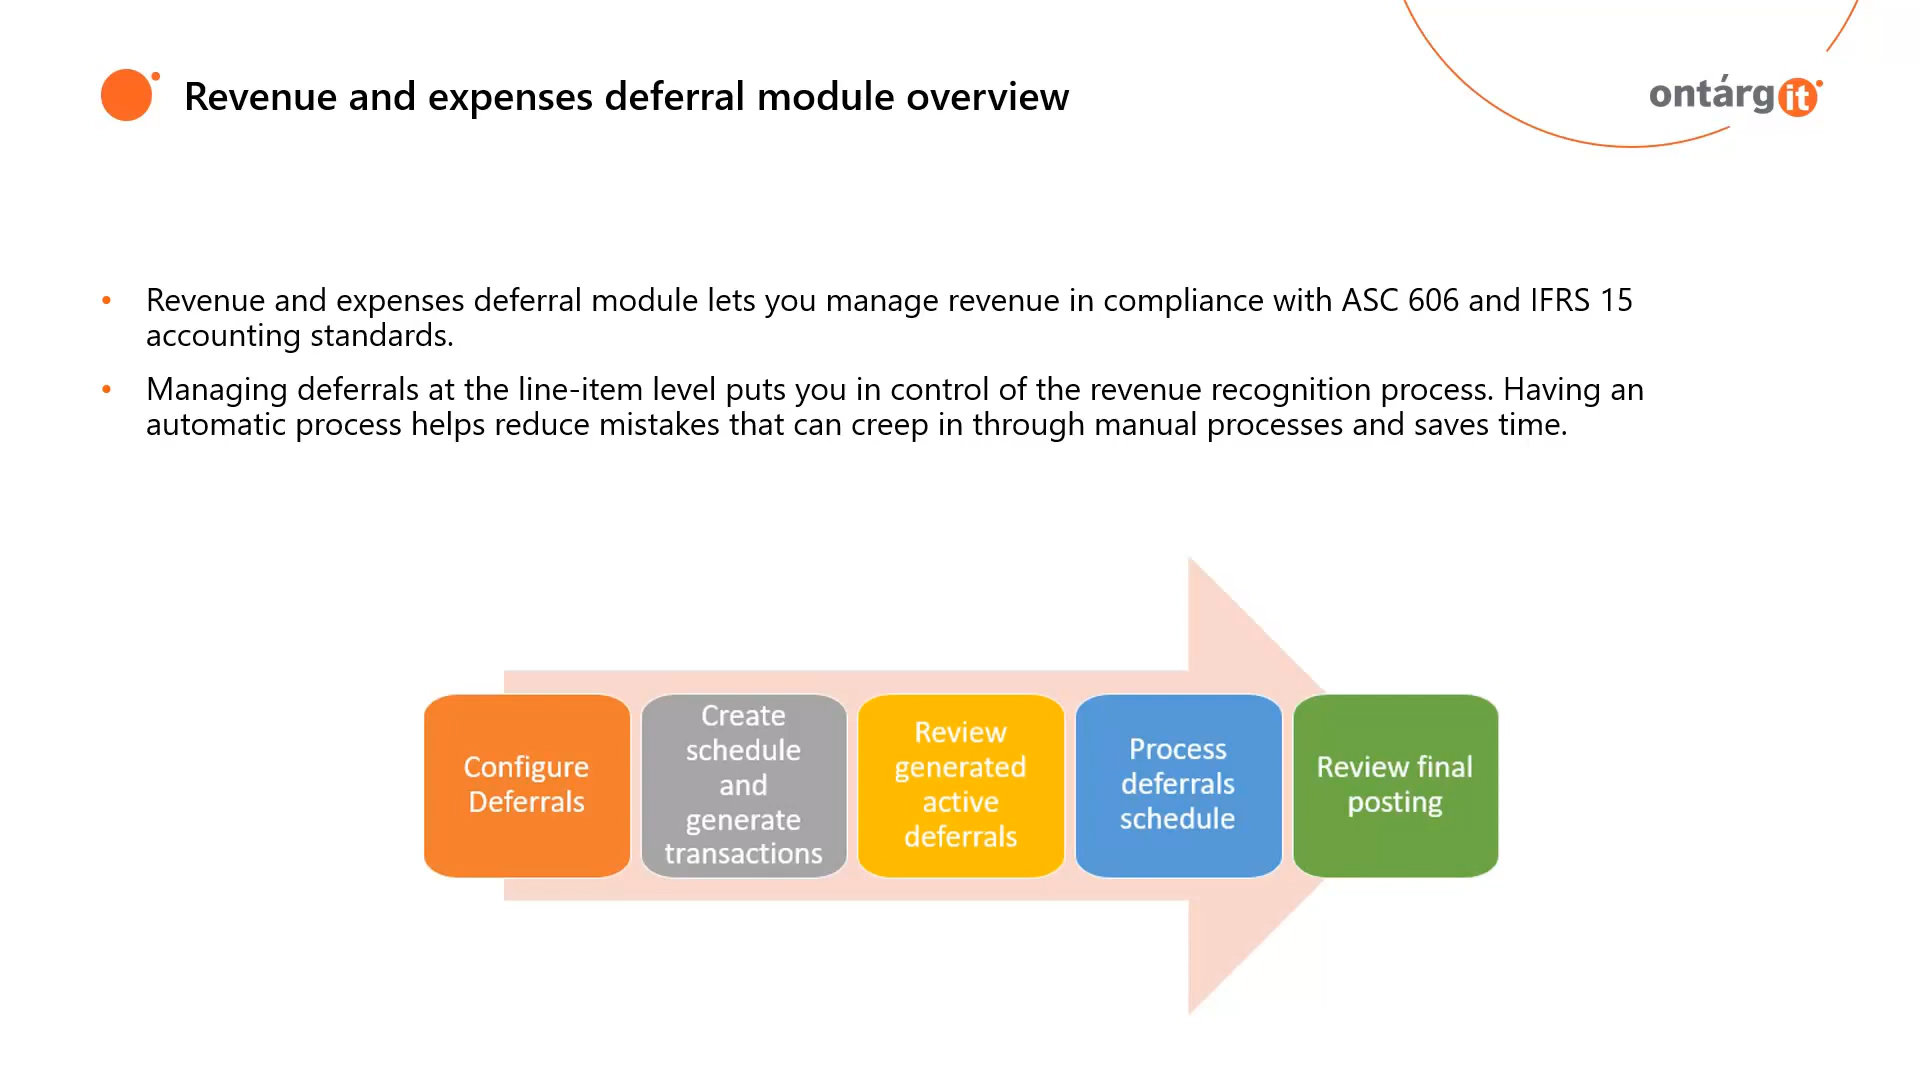 Revenue and expenses deferral module overview
ontárgit
• Revenue and expenses deferral module lets you manage revenue in compliance with ASC 606 and IFRS 15
accounting standards.
• Managing deferrals at the line-item level puts you in control of the revenue recognition process. Having an
automatic process helps reduce mistakes that can creep in through manual processes and saves time.
Configure
Deferrals
Create
schedule
and
generate
transactions
Review
generated
active
deferrals
Process
deferrals
schedule
Review final
posting